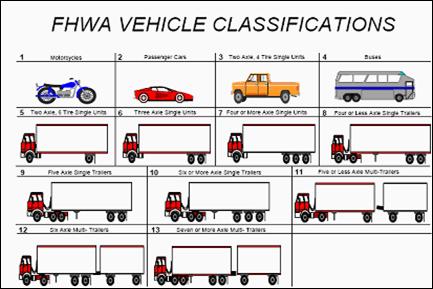 FHWA VEHICLE CLASSIFICATIONS
1 Motorcycles
2 Passenger Cars
3 Two Axle, 4 Tire Single Units
4 Buses
5 Two Axle, 6 Tire Single Units
6 Three Axle Single Units
7 Four or More Axle Single Units
8 Four or Less Axle Single Trailers
9 Five Axle Single Trailers
10 Six or More Axle Single Trailers
11 Five or Less Axle Multi-Trailers
12 Six Axle Multi- Trailers
13 Seven or More Axle Multi- Trailers